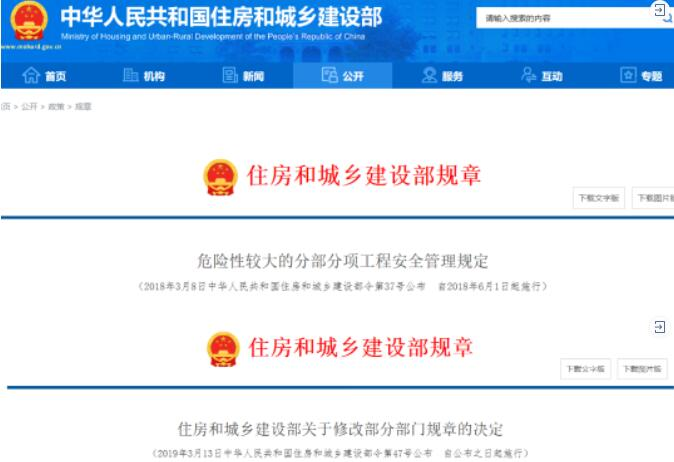 中华人民共和国住房和城乡建设部
Ministry of Housing and Urban-Rural Development of the People's Republic of China
www.mohurd.gov.cn
请输入搜索的内容
首页 机构 新闻 公开 服务 互动 专题
页 > 公开 > 政策 > 规章
住房和城乡建设部规章
下载文字版 下载图片版
危险性较大的分部分项工程安全管理规定
（2018年3月8日中华人民共和国住房和城乡建设部令第37号公布 自2018年6月1日起施行）
住房和城乡建设部规章
下载文字版 下载图片版
住房和城乡建设部关于修改部分部门规章的决定
（2019年3月13日中华人民共和国住房和城乡建设部令第47号公布 自公布之日起施行）